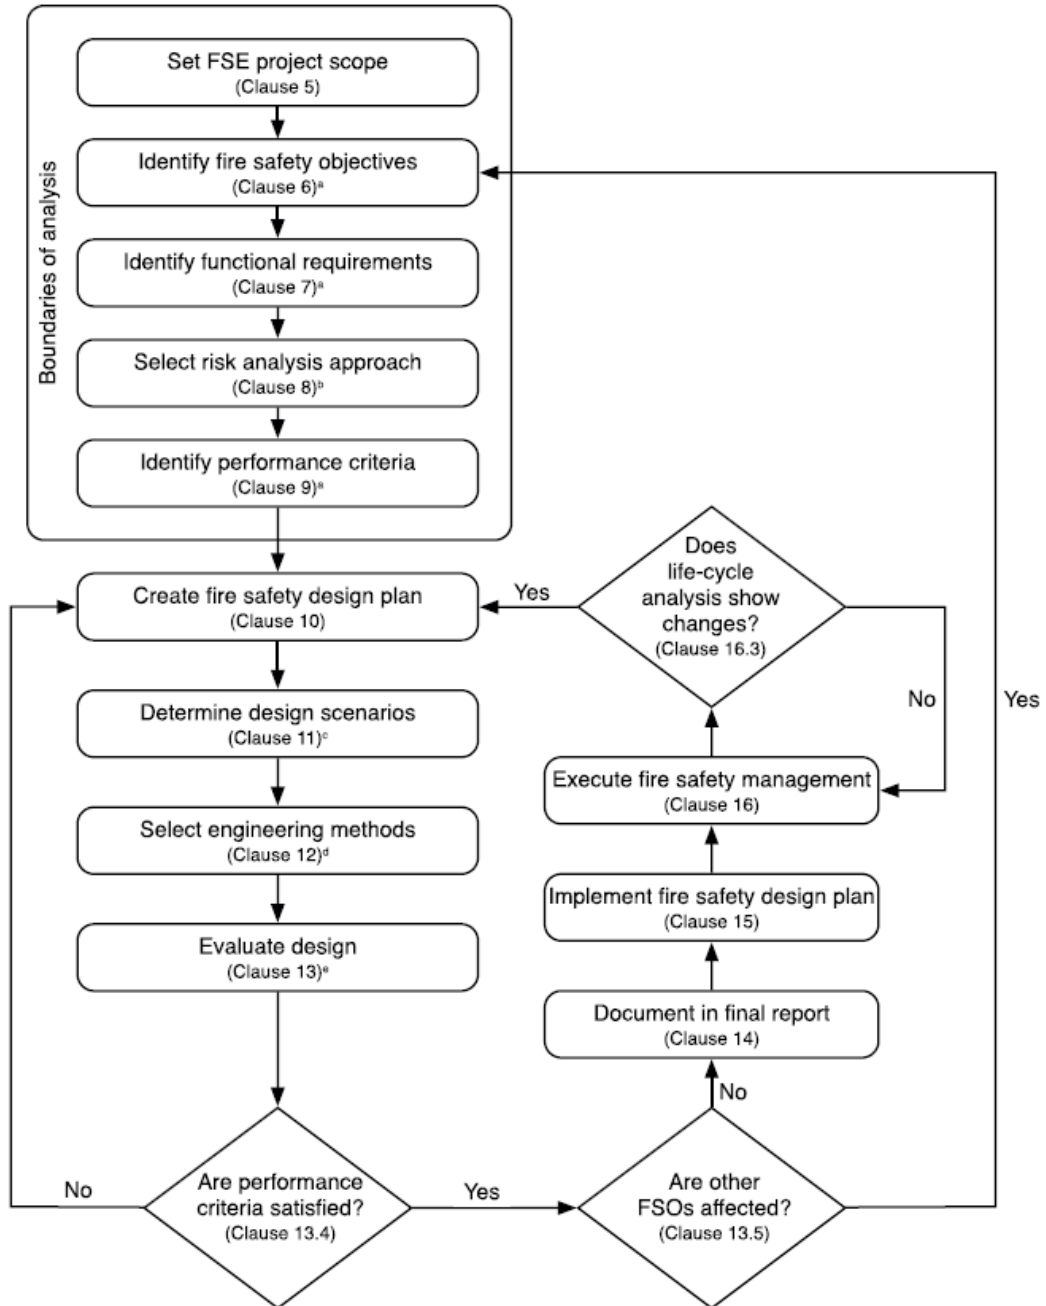 Boundaries of analysis
Set FSE project scope
(Clause 5)
Identify fire safety objectives
(Clause 6)ᵃ
Identify functional requirements
(Clause 7)ᵃ
Select risk analysis approach
(Clause 8)ᵇ
Identify performance criteria
(Clause 9)ᵃ
Create fire safety design plan
(Clause 10)
Determine design scenarios
(Clause 11)ᶜ
Select engineering methods
(Clause 12)ᵈ
Evaluate design
(Clause 13)ᵉ
Are performance
criteria satisfied?
(Clause 13.4)
No
Yes
Are other
FSOs affected?
(Clause 13.5)
No
Yes
Document in final report
(Clause 14)
Implement fire safety design plan
(Clause 15)
Execute fire safety management
(Clause 16)
Does
life-cycle
analysis show
changes?
(Clause 16.3)
Yes
No